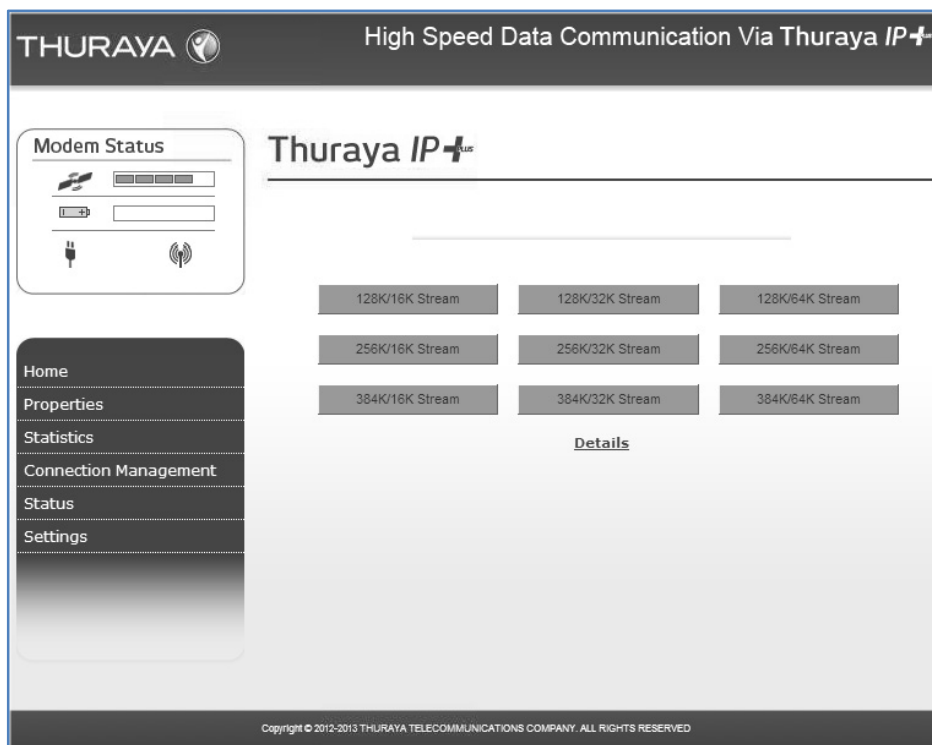 THURAYA
High Speed Data Communication Via Thuraya IP+
Modem Status
Thuraya IP+ PLUS
128K/16K Stream 128K/32K Stream 128K/64K Stream
256K/16K Stream 256K/32K Stream 256K/64K Stream
384K/16K Stream 384K/32K Stream 384K/64K Stream
Details
Home
Properties
Statistics
Connection Management
Status
Settings
Copyright © 2012-2013 THURAYA TELECOMMUNICATIONS COMPANY. ALL RIGHTS RESERVED